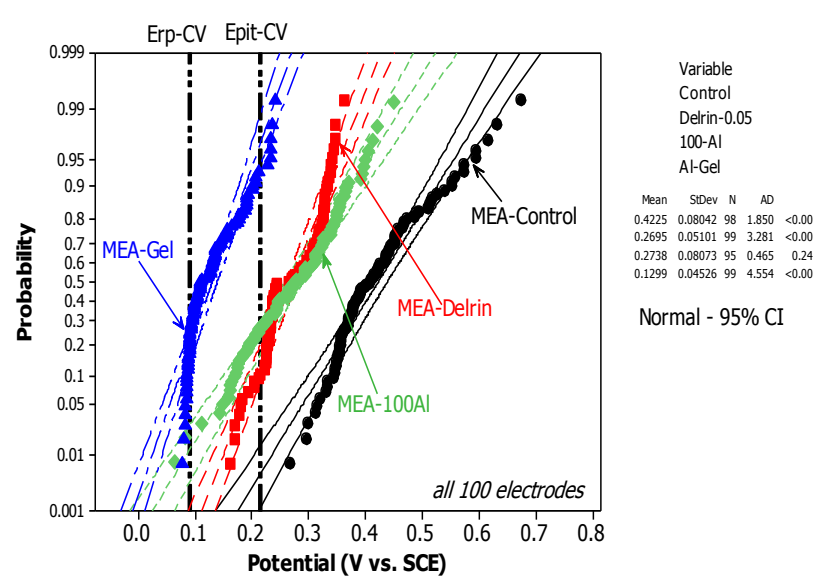 Erp-CV Epit-CV
0.999
0.99
0.95
0.9
0.8
0.7
0.6
0.5
0.4
0.3
0.2
0.1
0.05
0.01
0.001
Probability
MEA-Gel
MEA-Control
MEA-Delrin
MEA-100Al
all 100 electrodes
0.0 0.1 0.2 0.3 0.4 0.5 0.6 0.7 0.8
Potential (V vs. SCE)
Variable
Control
Delrin-0.05
100-Al
Al-Gel
Mean StDev N AD
0.4225 0.08042 98 1.850 <0.00
0.2695 0.05101 99 3.281 <0.00
0.2738 0.08073 95 0.465 0.24
0.1299 0.04526 99 4.554 <0.00
Normal - 95% CI